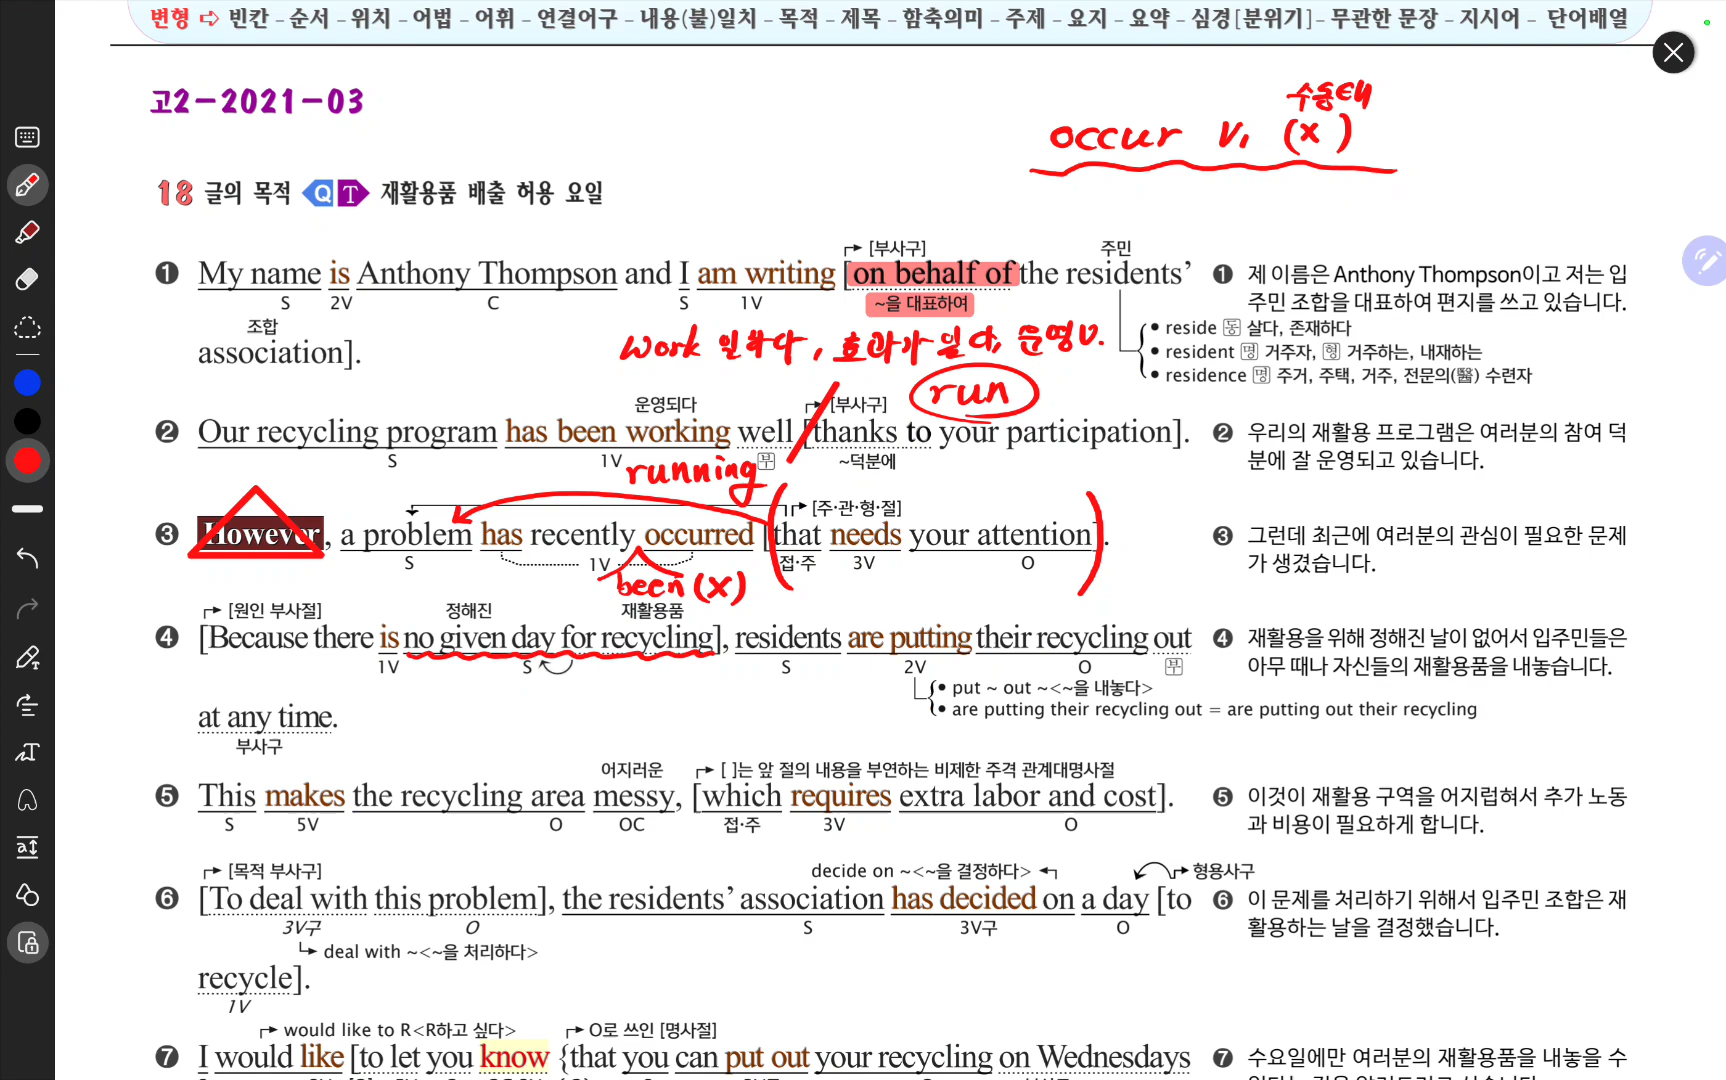 변형 ➪ 빈칸 – 순서 – 위치 – 어법 – 어휘 – 연결어구 – 내용(불)일치 – 목적 – 제목 – 함축의미 – 주제 – 요지 – 요약 – 심경[분위기] – 무관한 문장 – 지시어 – 단어배열
고2-2021-03
수동태
occur v. (x)
18 글의 목적 Q T 재활용품 배출 허용 요일
[부사구] 주민
❶ My name is Anthony Thompson and I am writing [on behalf of the residents’
S 2V C S 1V ~을 대표하여
조합
association].
• reside 동 살다, 존재하다
• resident 명 거주자, 형 거주하는, 내재하는
• residence 명 주거, 주택, 거주, 전문의(醫) 수련자
❶ 제 이름은 Anthony Thompson이고 저는 입
주민 조합을 대표하여 편지를 쓰고 있습니다.
work 일하다, 효과가 있다, 운영v.
run
운영되다 [부사구]
❷ Our recycling program has been working well [thanks to your participation].
S 1V 부 ~덕분에
running
❷ 우리의 재활용 프로그램은 여러분의 참여 덕
분에 잘 운영되고 있습니다.
[주·관·형·절]
❸ However, a problem has recently occurred [that needs your attention].
S 1V 접·주 3V O
been (x)
❸ 그런데 최근에 여러분의 관심이 필요한 문제
가 생겼습니다.
[원인 부사절] 정해진 재활용품
❹ [Because there is no given day for recycling], residents are putting their recycling out
1V S S 2V O 부
• put ~ out ~<~을 내놓다>
• are putting their recycling out = are putting out their recycling
at any time.
부사구
❹ 재활용을 위해 정해진 날이 없어서 입주민들은
아무 때나 자신들의 재활용품을 내놓습니다.
어지러운 [ ]는 앞 절의 내용을 부연하는 비제한 주격 관계대명사절
❺ This makes the recycling area messy, [which requires extra labor and cost].
S 5V O OC 접·주 3V O
❺ 이것이 재활용 구역을 어지럽혀서 추가 노동
과 비용이 필요하게 합니다.
[목적 부사구] decide on ~<~을 결정하다> 형용사구
❻ [To deal with this problem], the residents’ association has decided on a day [to
3V구 O S 3V구 O
deal with ~<~을 처리하다>
recycle].
1V
❻ 이 문제를 처리하기 위해서 입주민 조합은 재
활용하는 날을 결정했습니다.
would like to R<R하고 싶다> O로 쓰인 [명사절]
❼ I would like [to let you know {that you can put out your recycling on Wednesdays
❼ 수요일에만 여러분의 재활용품을 내놓을 수